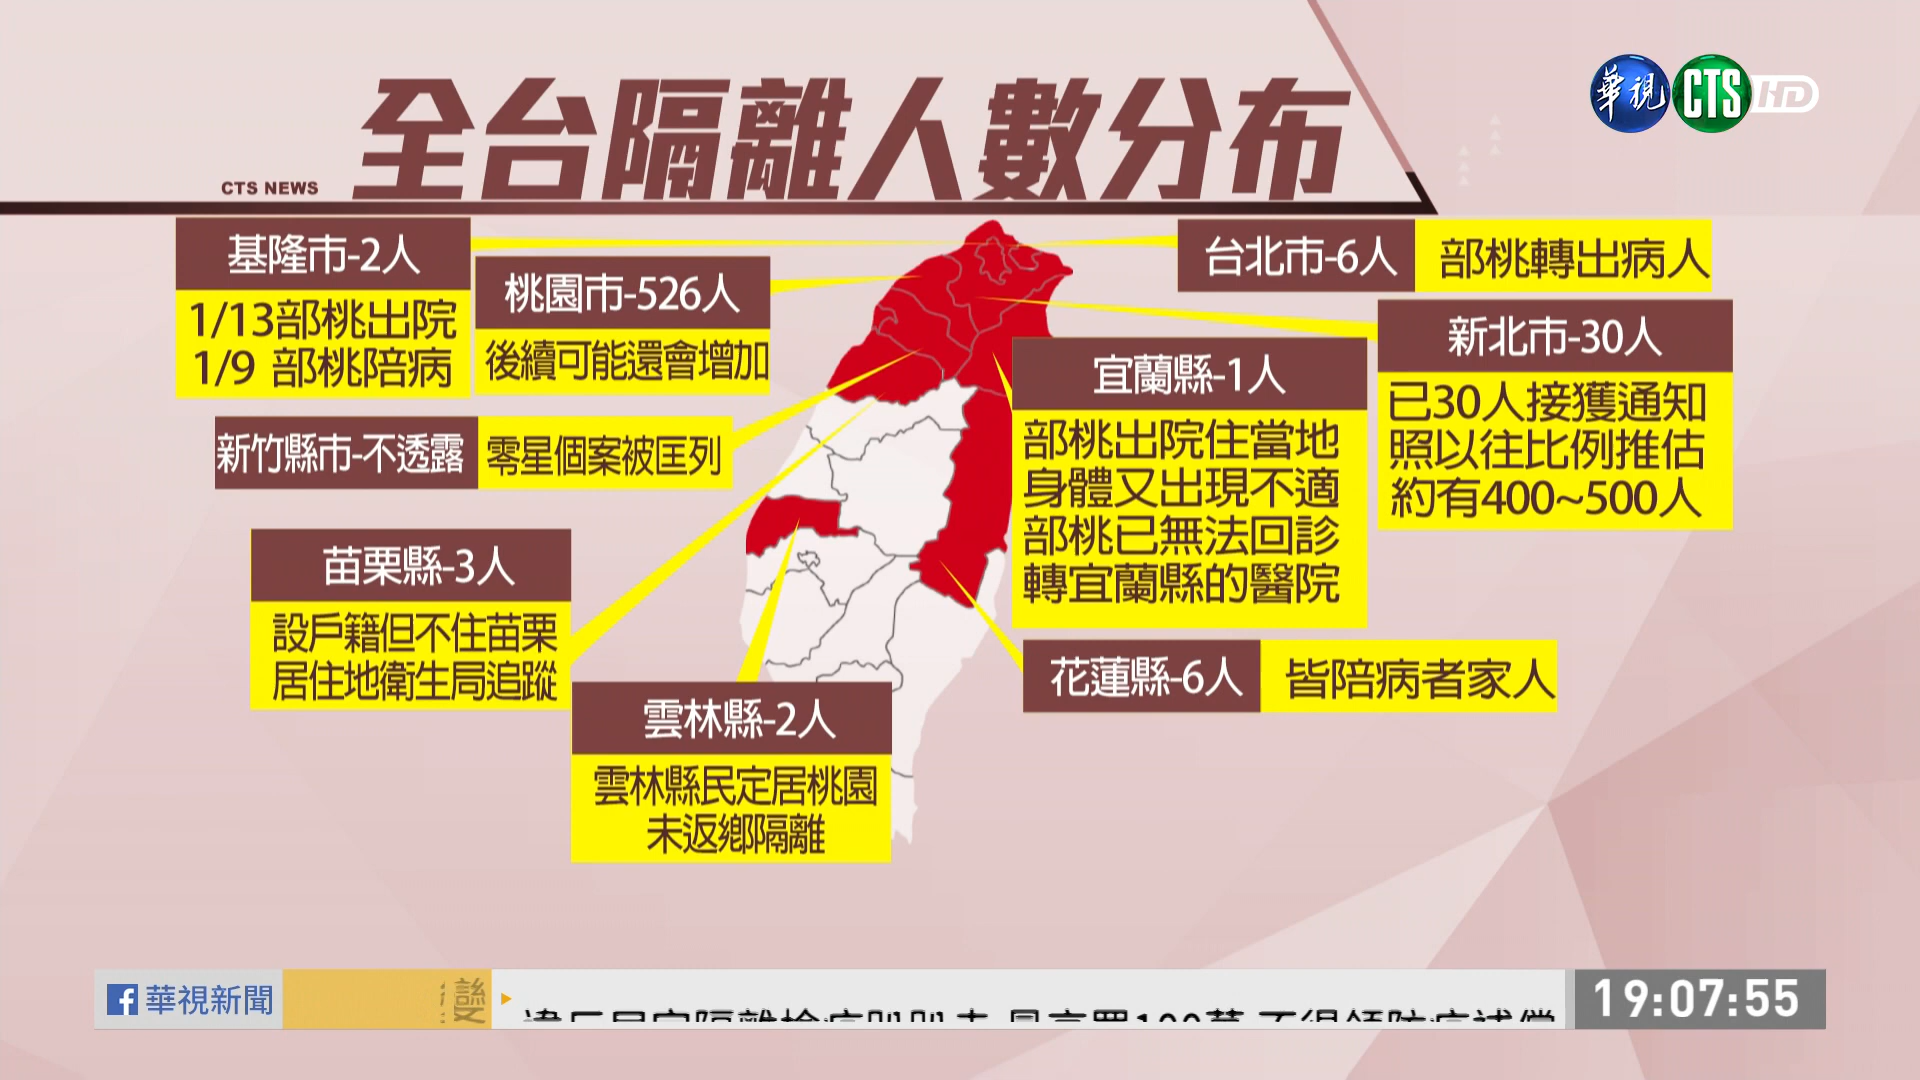 全台隔離人數分布
CTS NEWS
華視 CTS HD
基隆市-2人
1/13部桃出院
1/9 部桃陪病
桃園市-526人
後續可能還會增加
台北市-6人
部桃轉出病人
新北市-30人
已30人接獲通知
照以往比例推估
約有400~500人
宜蘭縣-1人
部桃出院住當地
身體又出現不適
部桃已無法回診
轉宜蘭縣的醫院
新竹縣市-不透露
零星個案被匡列
苗栗縣-3人
設戶籍但不住苗栗
居住地衛生局追蹤
雲林縣-2人
雲林縣民定居桃園
未返鄉隔離
花蓮縣-6人
皆陪病者家人
華視新聞
19:07:55